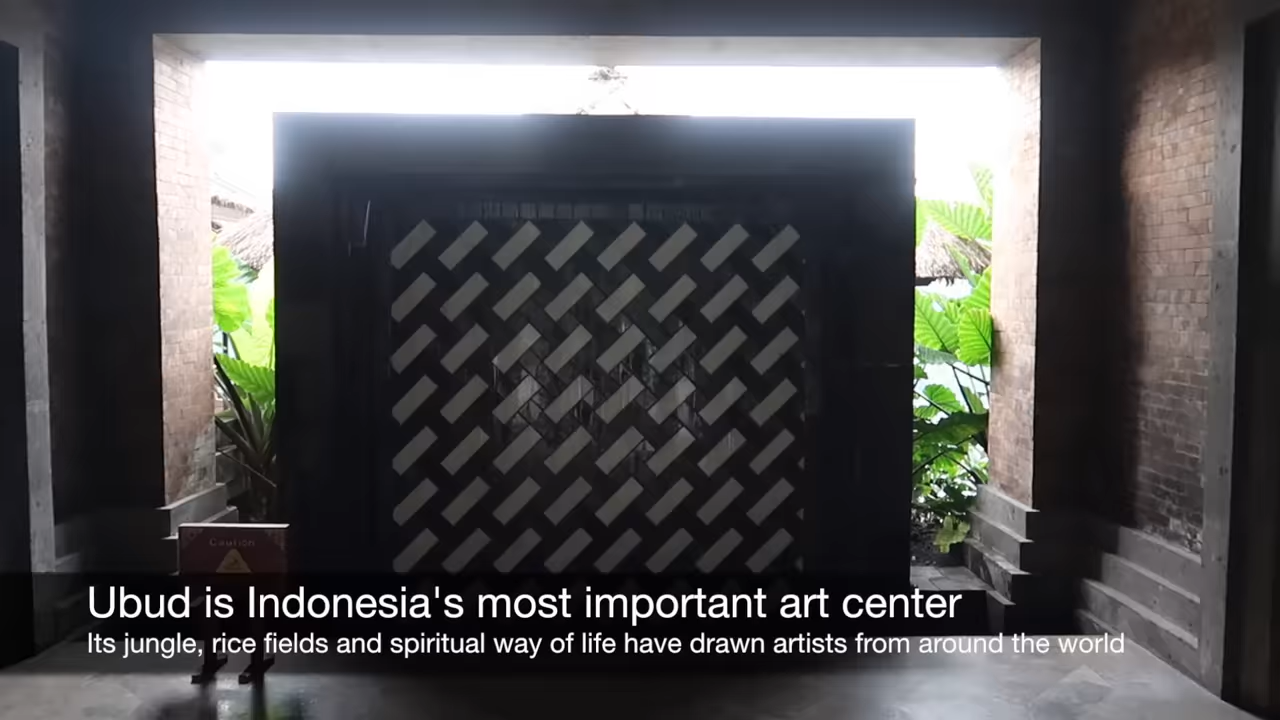 Caution
Ubud is Indonesia's most important art center
Its jungle, rice fields and spiritual way of life have drawn artists from around the world